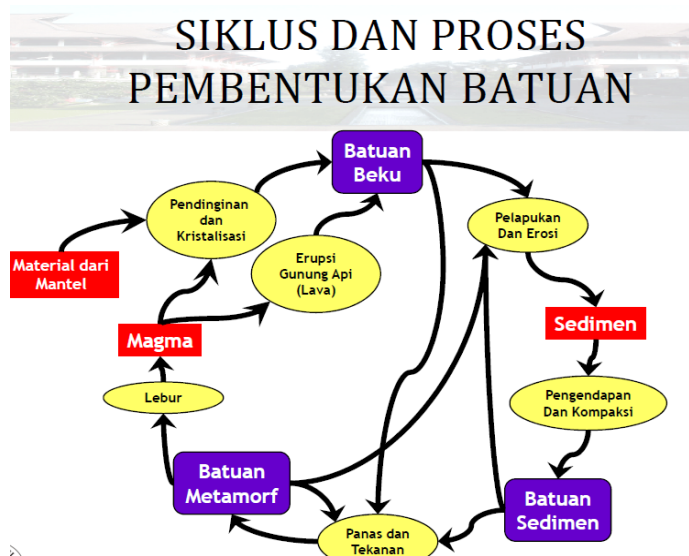 SIKLUS DAN PROSES
PEMBENTUKAN BATUAN
Batuan
Beku
Pendinginan
dan
Kristalisasi
Pelapukan
Dan Erosi
Erupsi
Gunung Api
(Lava)
Material dari
Mantel
Magma
Sedimen
Lebur
Pengendapan
Dan Kompaksi
Batuan
Metamorf
Batuan
Sedimen
Panas dan
Tekanan